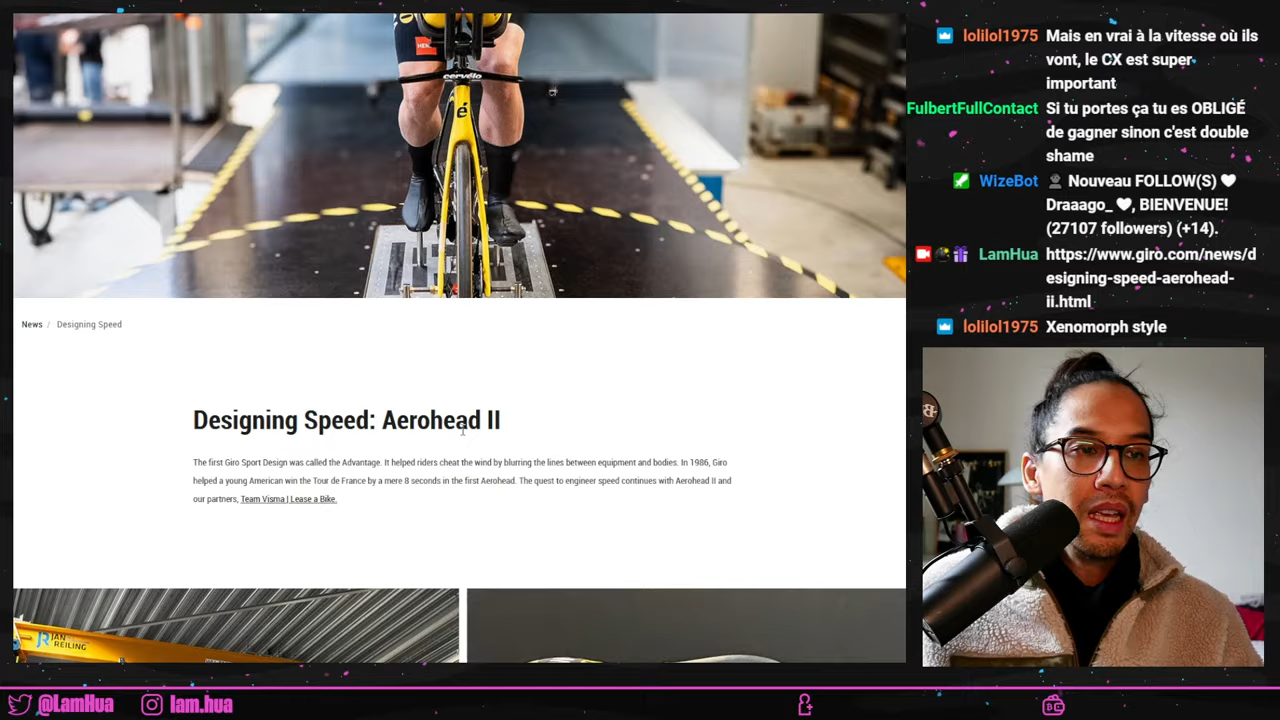 HEN
cervélo
é
News / Designing Speed
Designing Speed: Aerohead II
The first Giro Sport Design was called the Advantage. It helped riders cheat the wind by blurring the lines between equipment and bodies. In 1986, Giro
helped a young American win the Tour de France by a mere 8 seconds in the first Aerohead. The quest to engineer speed continues with Aerohead II and
our partners, Team Visma | Lease a Bike.
JR JAN
REILING
lolilol1975 Mais en vrai à la vitesse où ils
vont, le CX est super
important
FulbertFullContact Si tu portes ça tu es OBLIGÉ
de gagner sinon c'est double
shame
WizeBot Nouveau FOLLOW(S)
Draaago_ , BIENVENUE!
(27107 followers) (+14).
LamHua https://www.giro.com/news/d
esigning-speed-aerohead-
ii.html
lolilol1975 Xenomorph style
@LamHua lam.hua